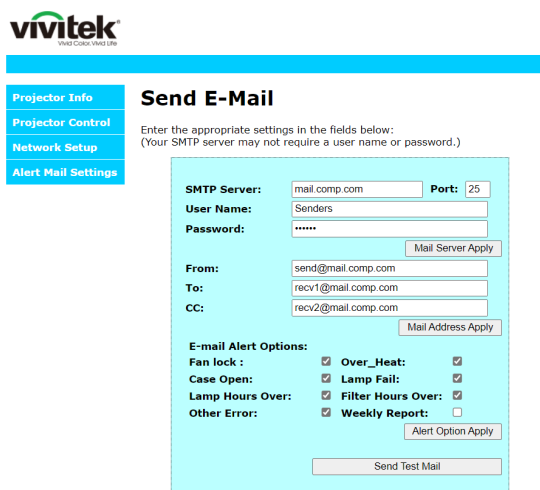 vivitek®
Vivid Color. Vivid Life
Projector Info
Projector Control
Network Setup
Alert Mail Settings
Send E-Mail
Enter the appropriate settings in the fields below:
(Your SMTP server may not require a user name or password.)
SMTP Server: mail.comp.com Port: 25
User Name: Senders
Password: ••••••
Mail Server Apply
From: send@mail.comp.com
To: recv1@mail.comp.com
CC: recv2@mail.comp.com
Mail Address Apply
E-mail Alert Options:
Fan lock : Over_Heat:
Case Open: Lamp Fail:
Lamp Hours Over: Filter Hours Over:
Other Error: Weekly Report:
Alert Option Apply
Send Test Mail